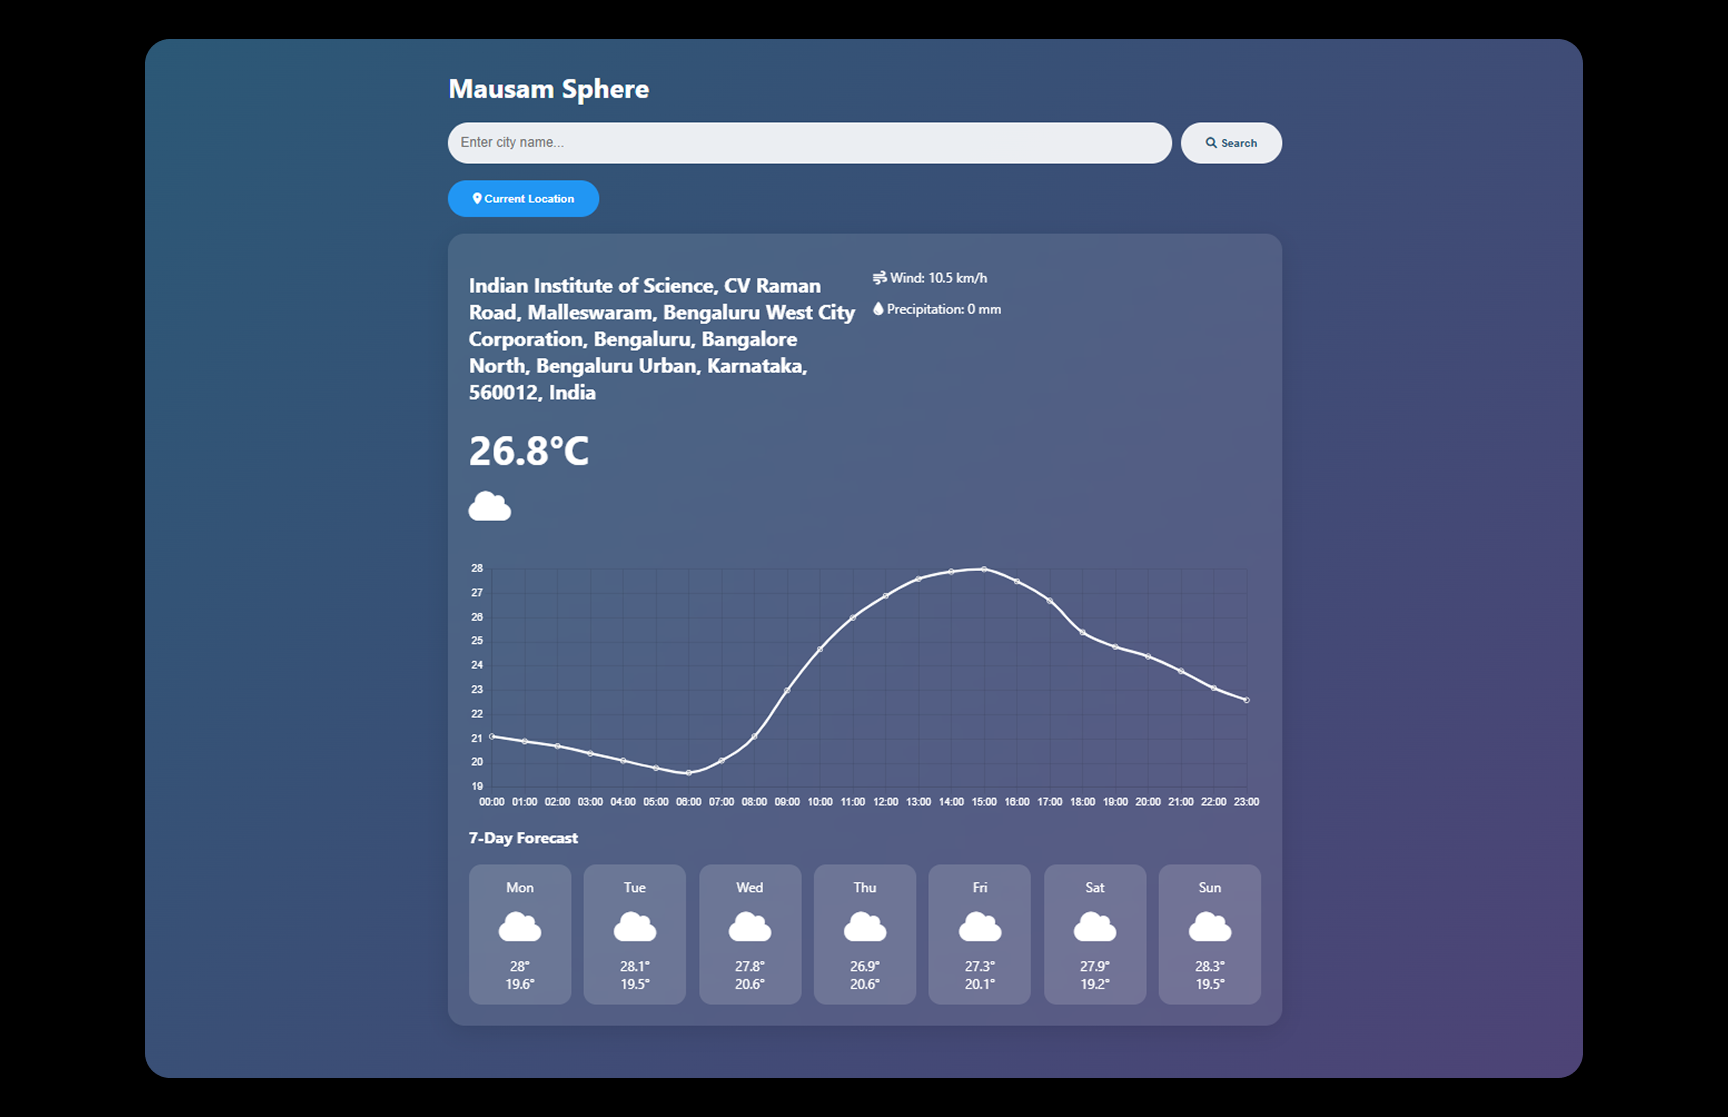 Mausam Sphere
Enter city name...
Search
Current Location
Indian Institute of Science, CV Raman
Road, Malleswaram, Bengaluru West City
Corporation, Bengaluru, Bangalore
North, Bengaluru Urban, Karnataka,
560012, India
Wind: 10.5 km/h
Precipitation: 0 mm
26.8°C
28
27
26
25
24
23
22
21
20
19
00:00 01:00 02:00 03:00 04:00 05:00 06:00 07:00 08:00 09:00 10:00 11:00 12:00 13:00 14:00 15:00 16:00 17:00 18:00 19:00 20:00 21:00 22:00 23:00
7-Day Forecast
Mon Tue Wed Thu Fri Sat Sun
28° 28.1° 27.8° 26.9° 27.3° 27.9° 28.3°
19.6° 19.5° 20.6° 20.6° 20.1° 19.2° 19.5°